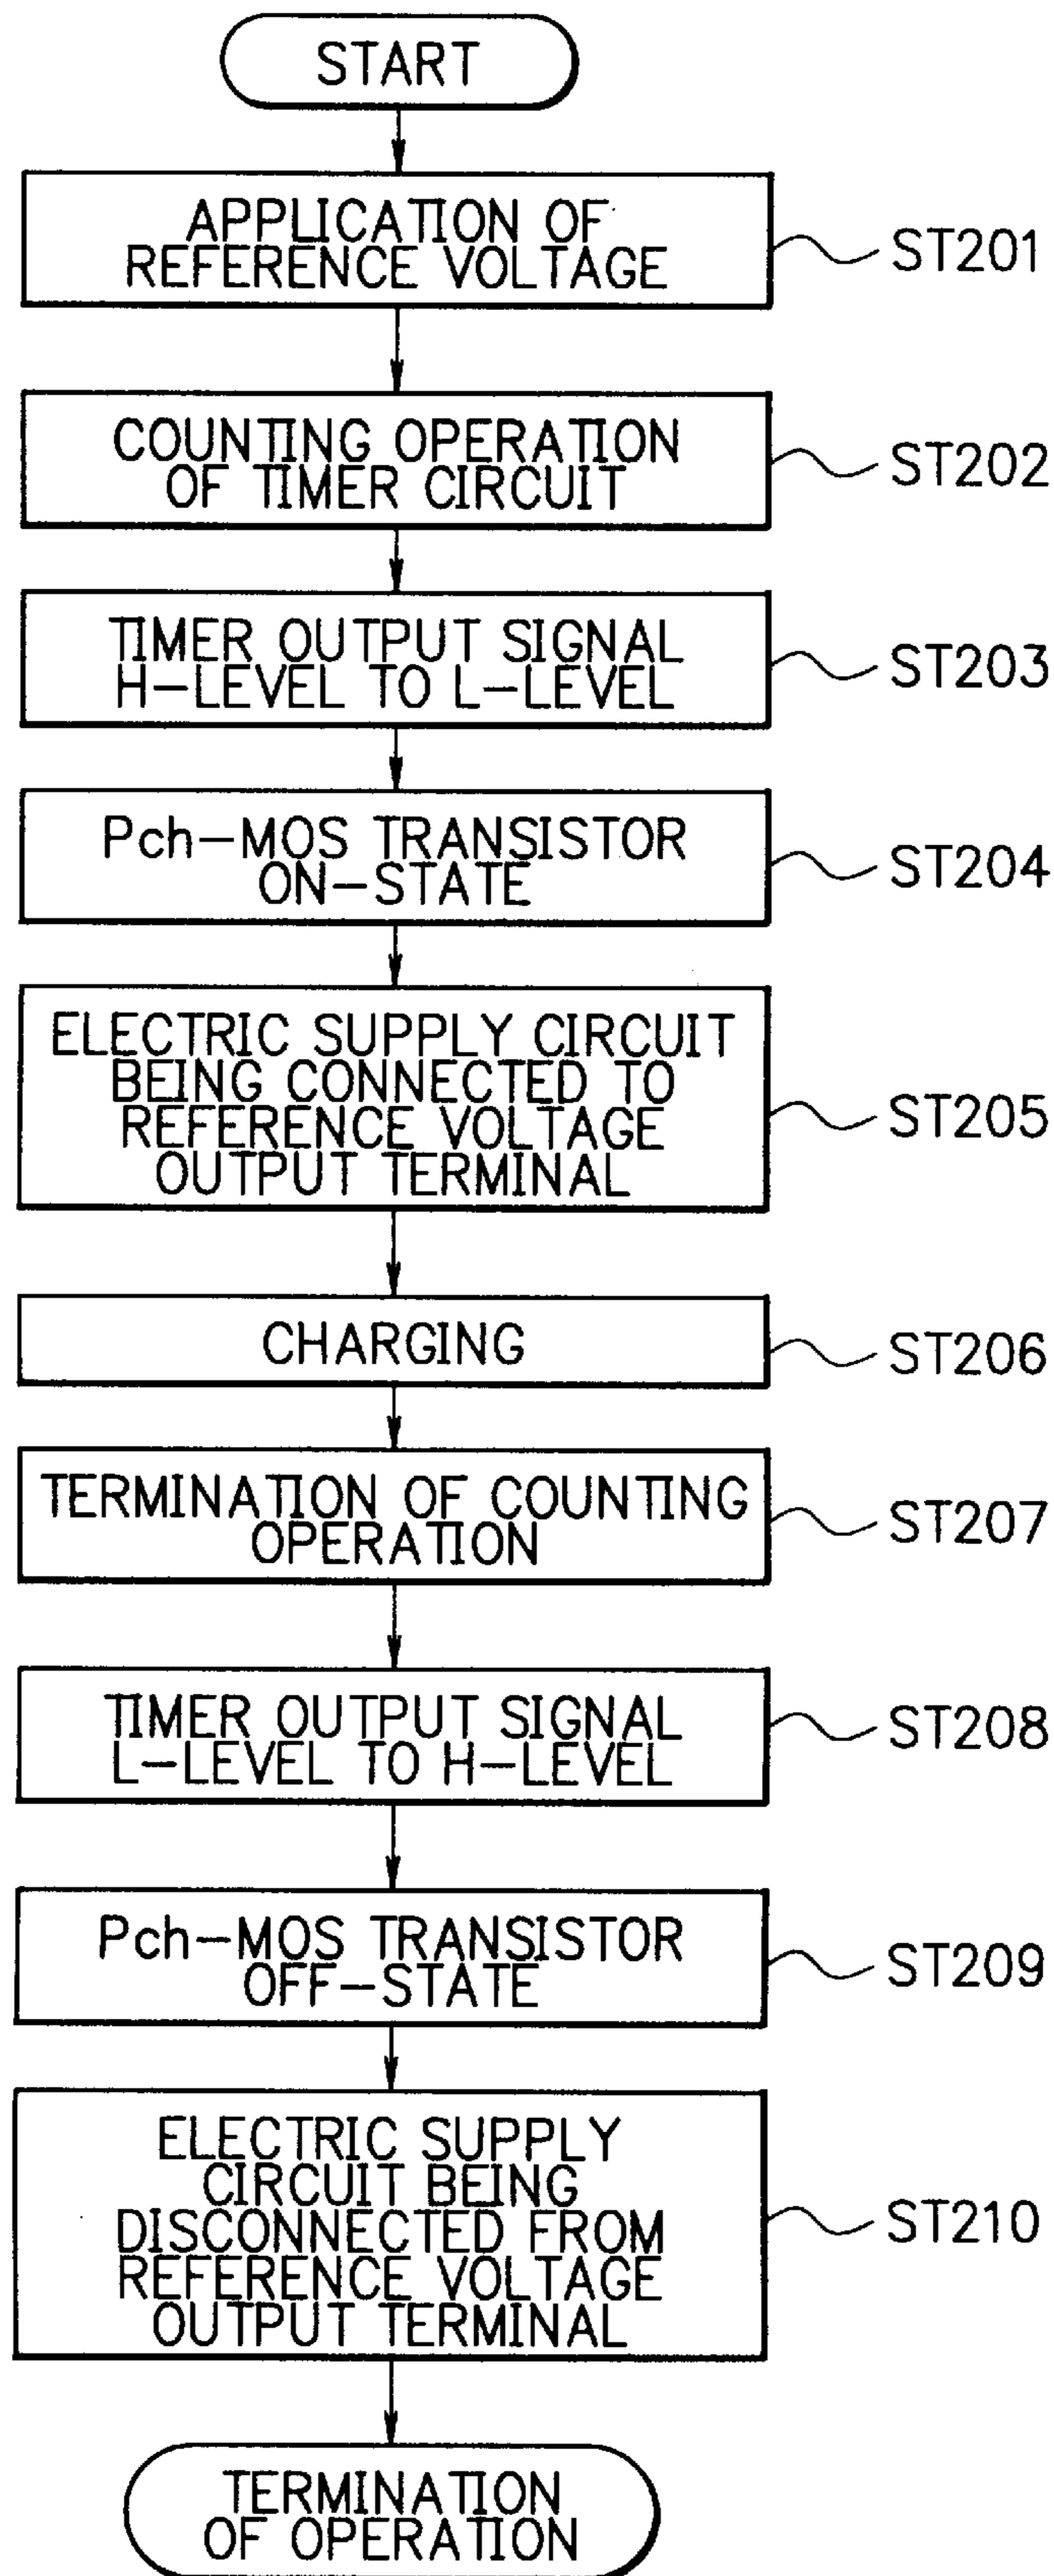 START
APPLICATION OF
REFERENCE VOLTAGE
ST201
COUNTING OPERATION
OF TIMER CIRCUIT
ST202
TIMER OUTPUT SIGNAL
H-LEVEL TO L-LEVEL
ST203
Pch-MOS TRANSISTOR
ON-STATE
ST204
ELECTRIC SUPPLY CIRCUIT
BEING CONNECTED TO
REFERENCE VOLTAGE
OUTPUT TERMINAL
ST205
CHARGING
ST206
TERMINATION OF COUNTING
OPERATION
ST207
TIMER OUTPUT SIGNAL
L-LEVEL TO H-LEVEL
ST208
Pch-MOS TRANSISTOR
OFF-STATE
ST209
ELECTRIC SUPPLY
CIRCUIT BEING
DISCONNECTED FROM
REFERENCE VOLTAGE
OUTPUT TERMINAL
ST210
TERMINATION
OF OPERATION